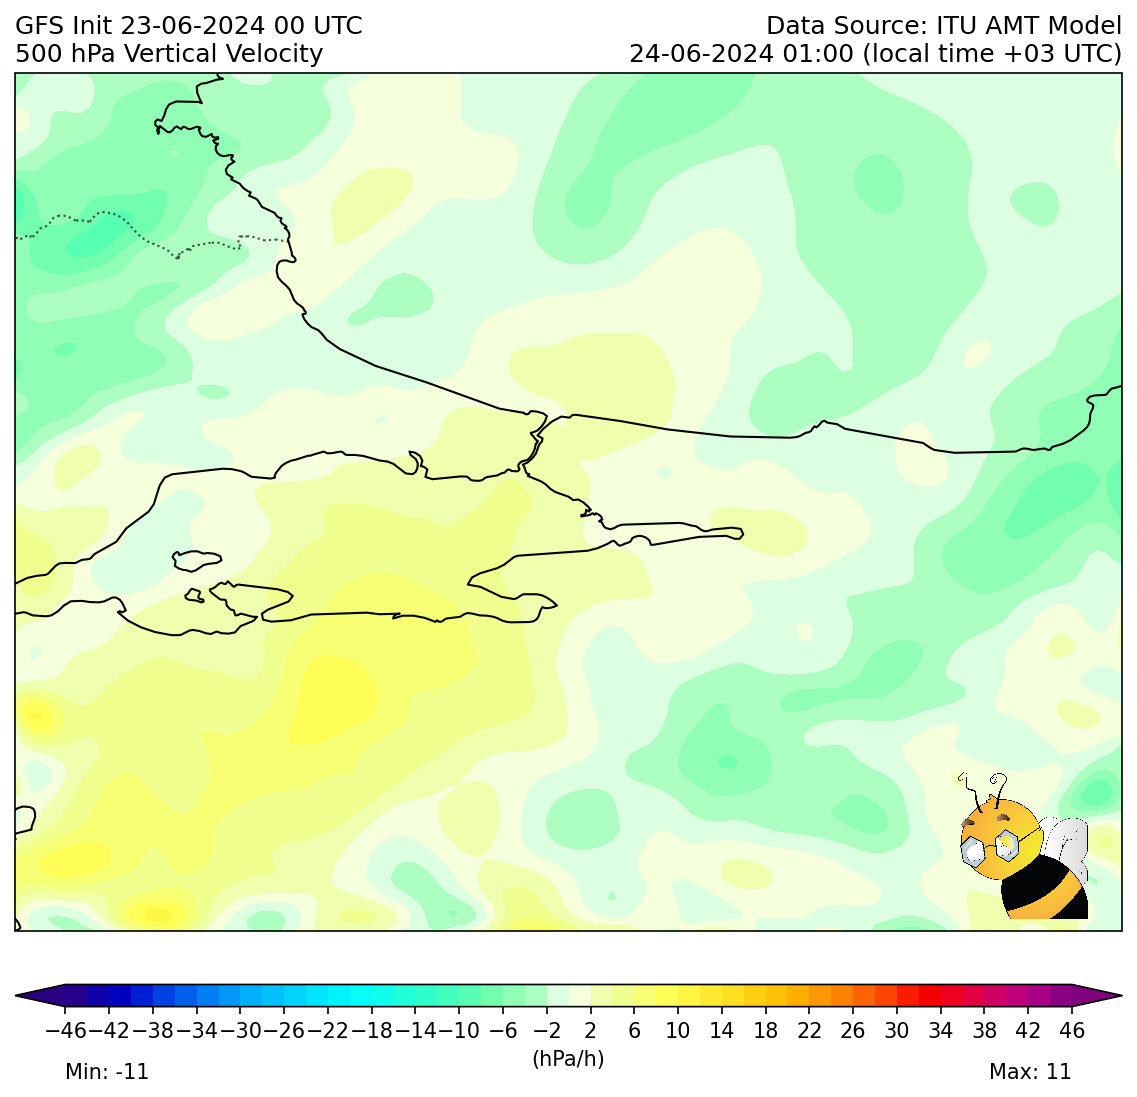 GFS Init 23-06-2024 00 UTC
500 hPa Vertical Velocity
Data Source: ITU AMT Model
24-06-2024 01:00 (local time +03 UTC)
−46 −42 −38 −34 −30 −26 −22 −18 −14 −10 −6 −2 2 6 10 14 18 22 26 30 34 38 42 46
(hPa/h)
Min: -11
Max: 11